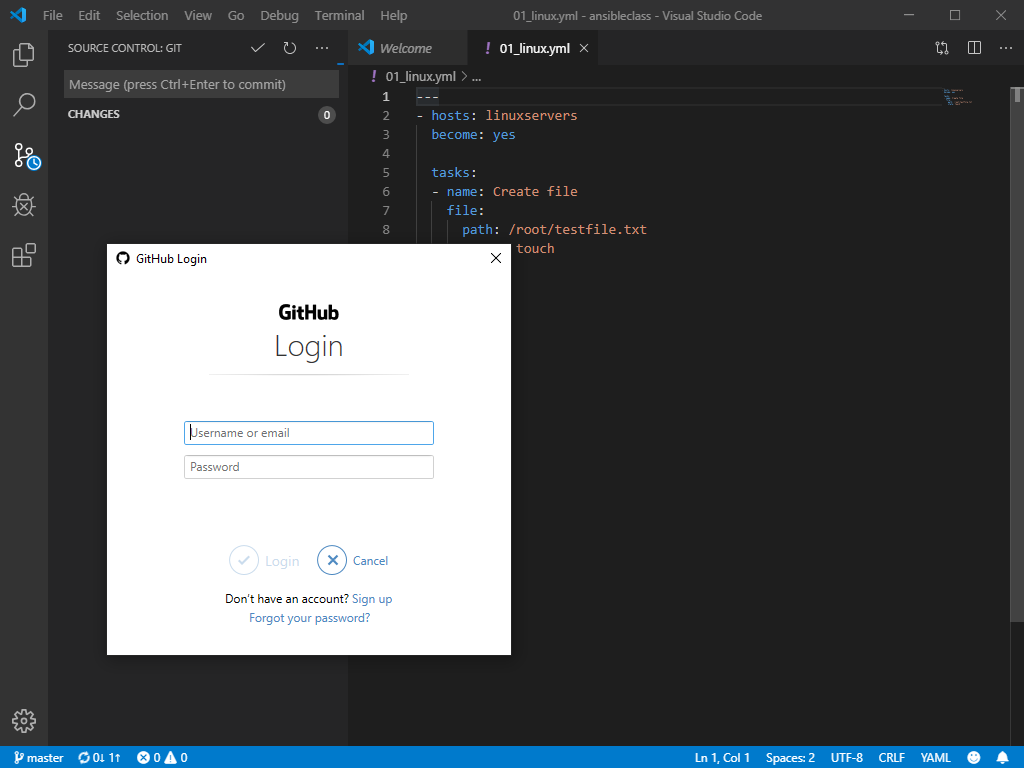 File Edit Selection View Go Debug Terminal Help 01_linux.yml - ansibleclass - Visual Studio Code
SOURCE CONTROL: GIT
Message (press Ctrl+Enter to commit)
CHANGES 0
Welcome ! 01_linux.yml
! 01_linux.yml > ...
1 ---
2 - hosts: linuxservers
3 become: yes
4
5 tasks:
6 - name: Create file
7 file:
8 path: /root/testfile.txt
touch
GitHub Login
GitHub
Login
Username or email
Password
Login Cancel
Don't have an account? Sign up
Forgot your password?
master 0↓ 1↑ 0 0 Ln 1, Col 1 Spaces: 2 UTF-8 CRLF YAML